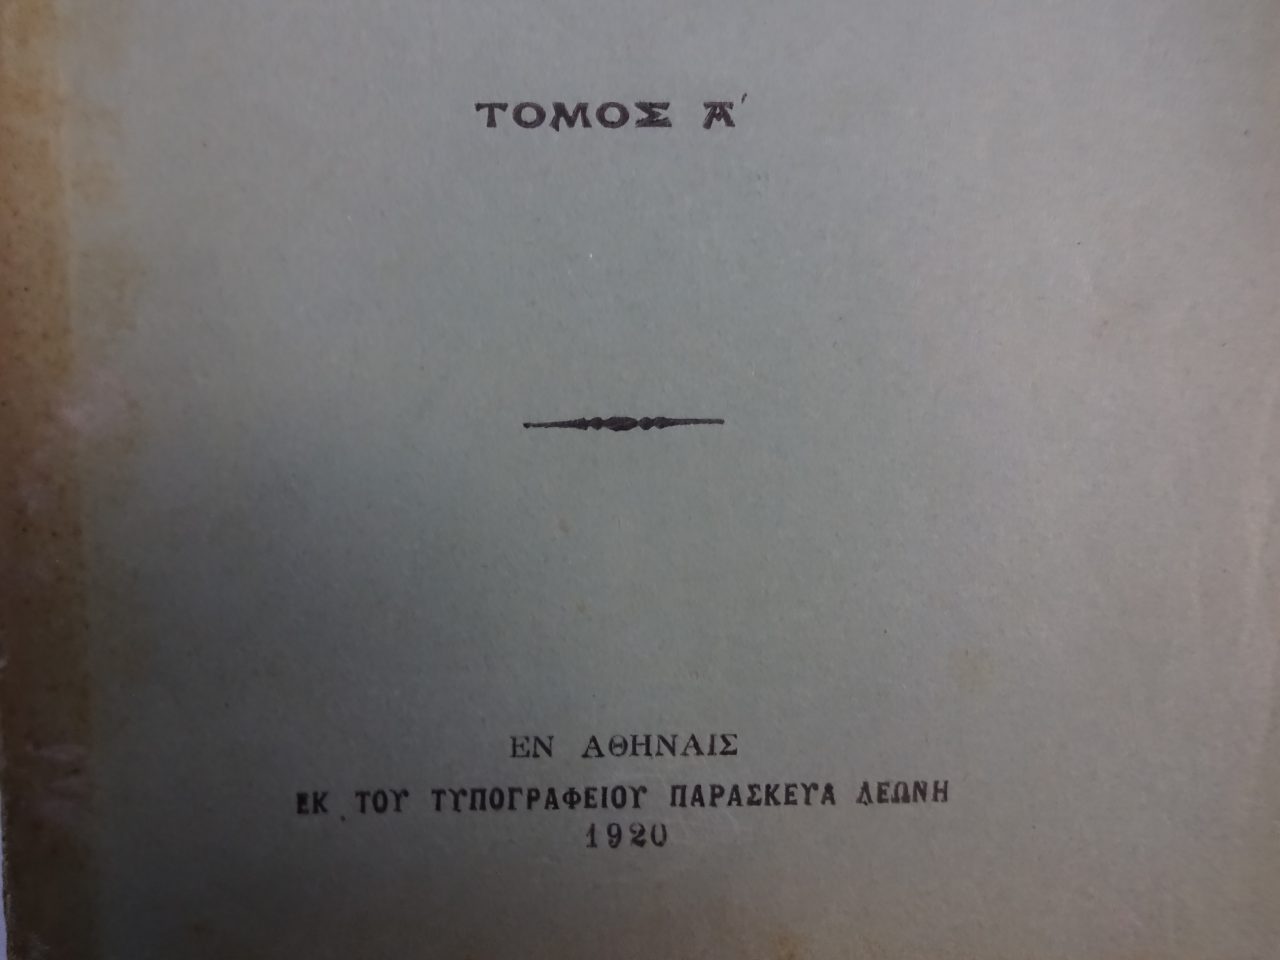 ΤΟΜΟΣ Α΄
ΕΝ ΑΘΗΝΑΙΣ
ΕΚ ΤΟΥ ΤΥΠΟΓΡΑΦΕΙΟΥ ΠΑΡΑΣΚΕΥΑ ΛΕΩΝΗ
1920